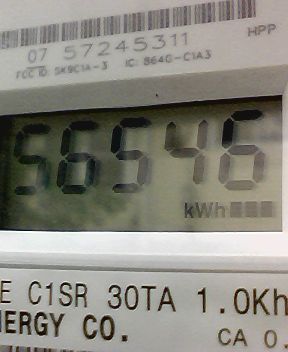 07 57245311
HPP
FCC ID: SK9C1A-3 IC: 864G-C1A3
56546
kWh
E C1SR 30TA 1.0Kh
NERGY CO.
CA 0.